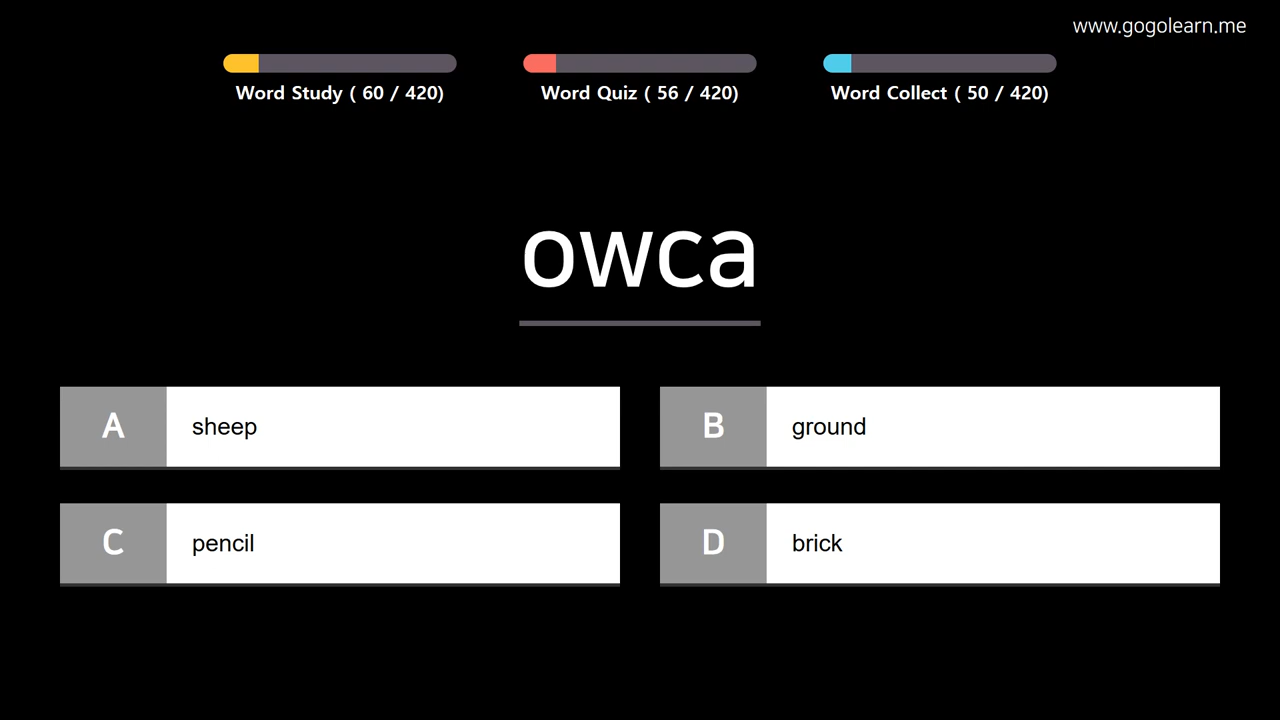 www.gogolearn.me
Word Study ( 60 / 420)
Word Quiz ( 56 / 420)
Word Collect ( 50 / 420)
owca
A sheep
B ground
C pencil
D brick